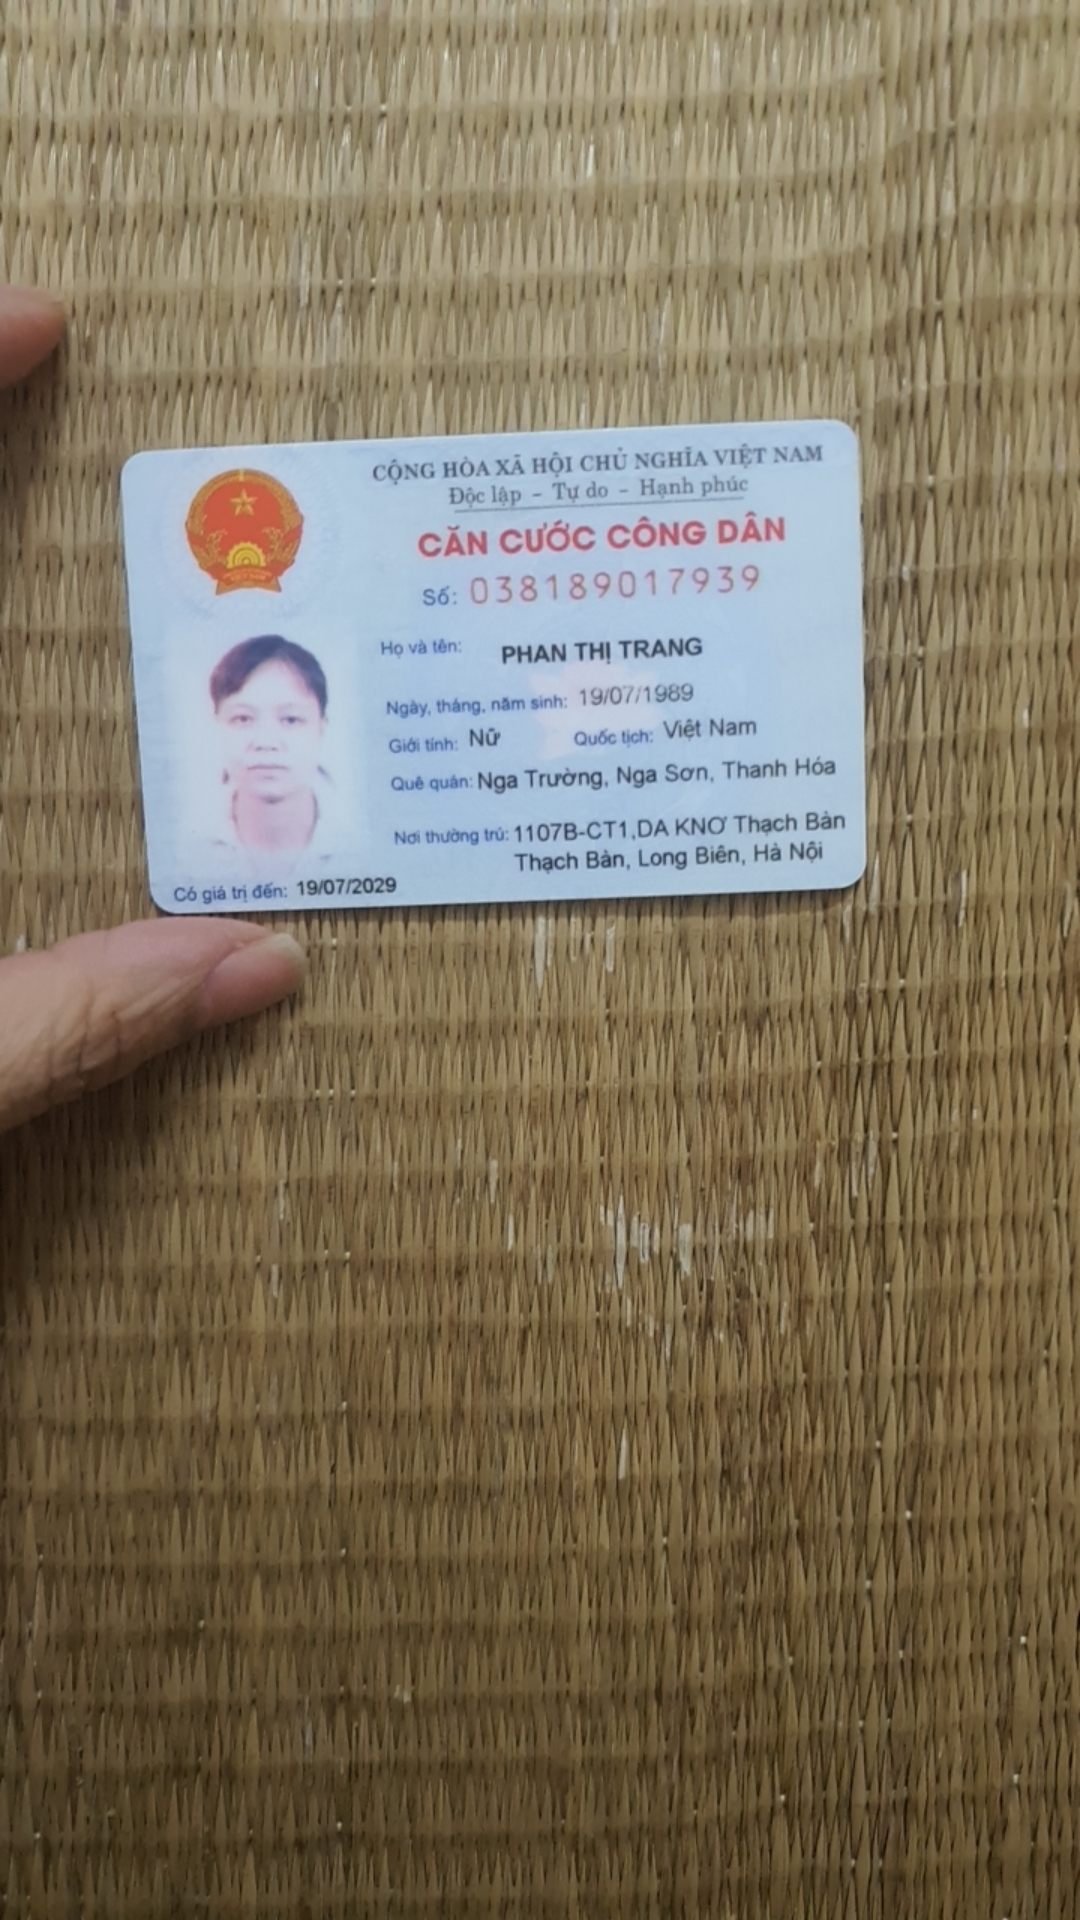 CỘNG HÒA XÃ HỘI CHỦ NGHĨA VIỆT NAM
Độc lập - Tự do - Hạnh phúc
CĂN CƯỚC CÔNG DÂN
Số: 038189017939
Họ và tên: PHAN THỊ TRANG
Ngày, tháng, năm sinh: 19/07/1989
Giới tính: Nữ Quốc tịch: Việt Nam
Quê quán: Nga Trường, Nga Sơn, Thanh Hóa
Nơi thường trú: 1107B-CT1,DA KNƠ Thạch Bàn
Thạch Bàn, Long Biên, Hà Nội
Có giá trị đến: 19/07/2029